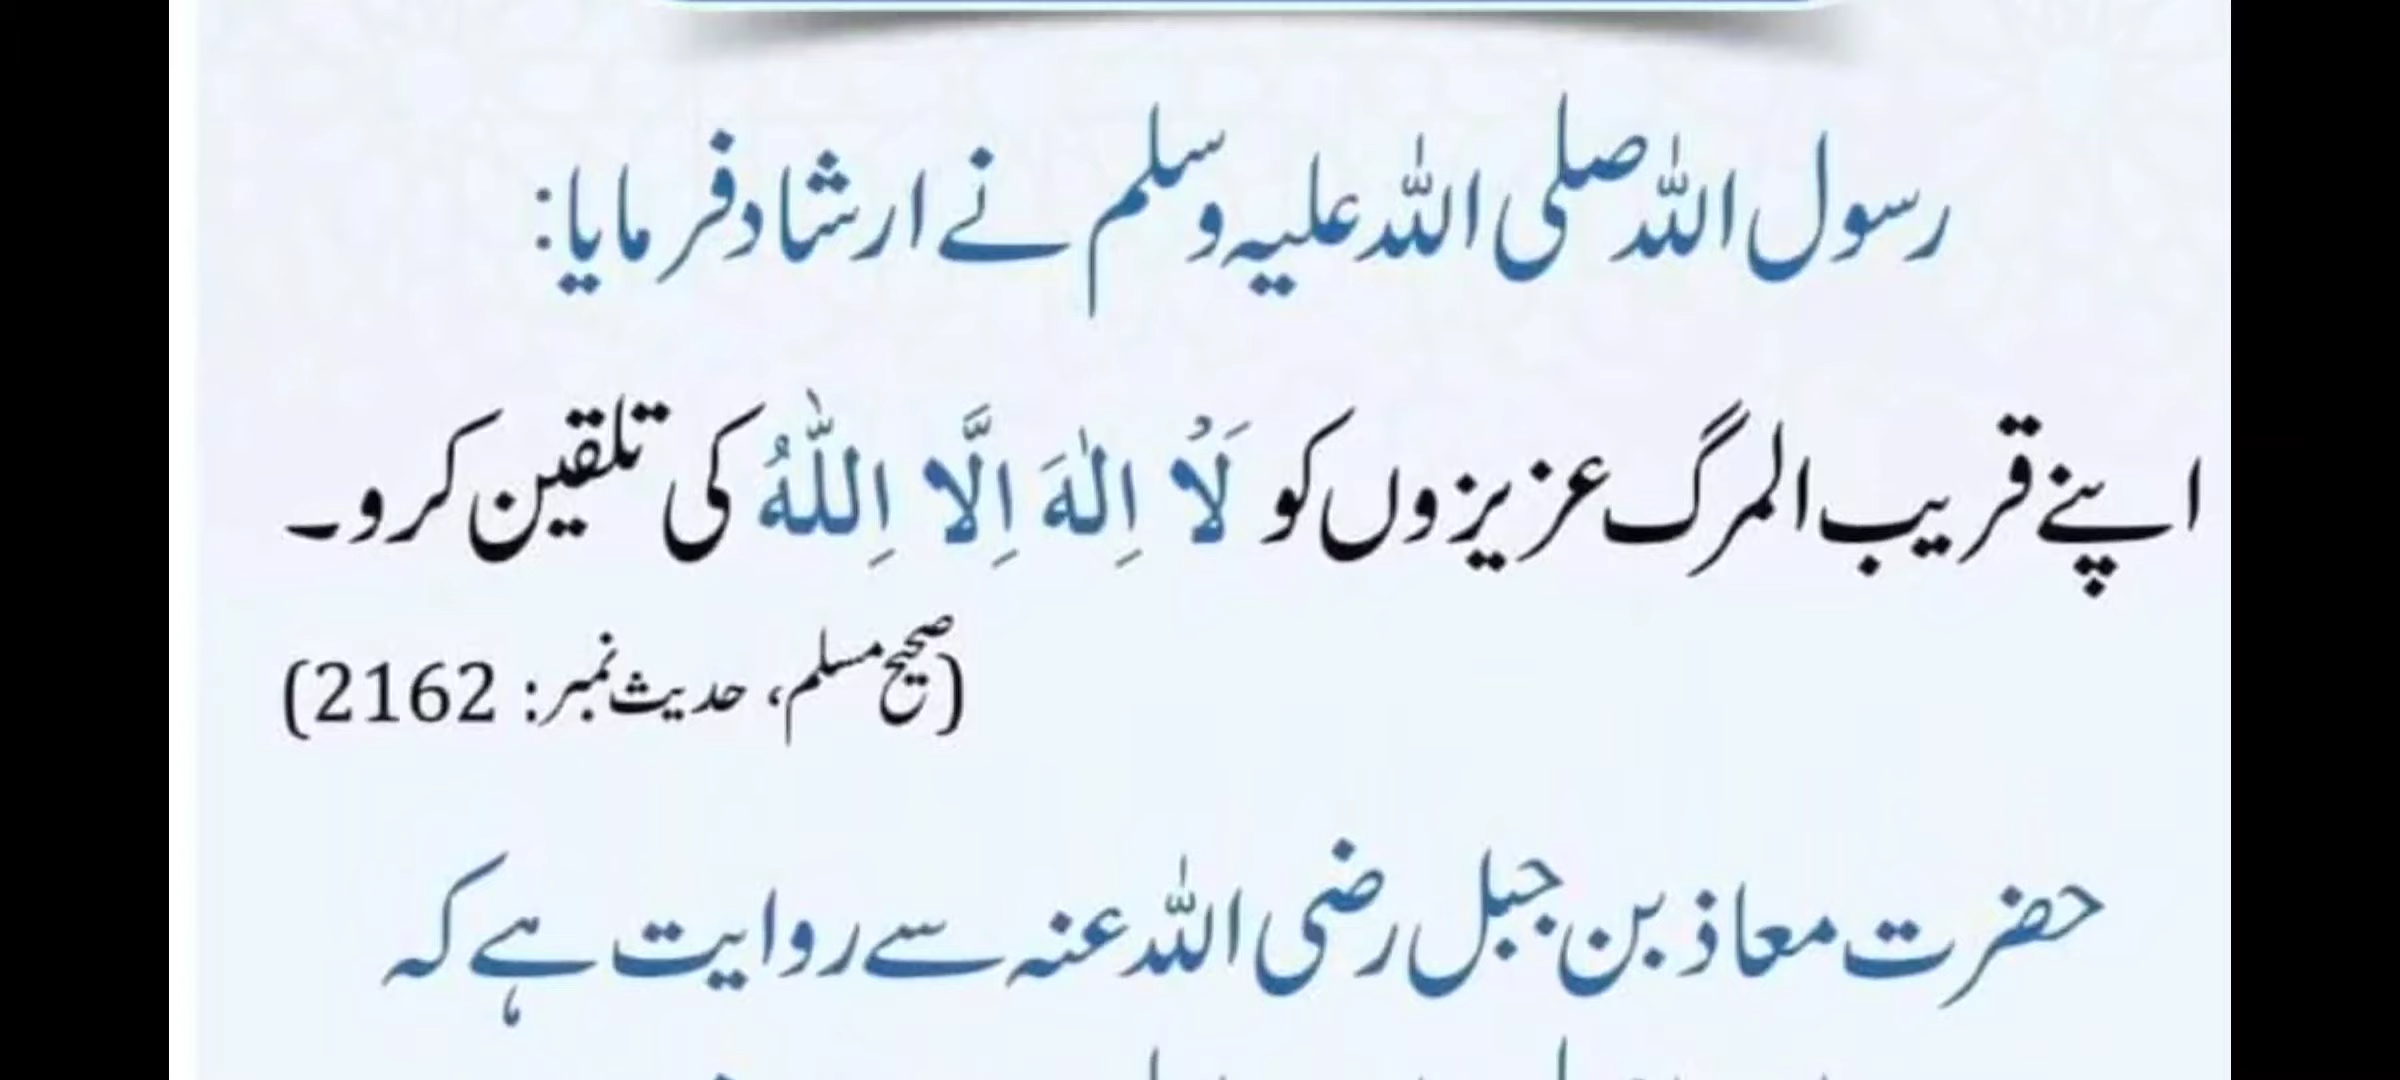 رسول اللہ صلی اللہ علیہ وسلم نے ارشاد فرمایا:
اپنے قریب المرگ عزیزوں کو لَاْ اِلٰهَ اِلَّا اِللّٰهُ کی تلقین کرو۔
(صحیح مسلم، حدیث نمبر: 2162)
حضرت معاذ بن جبل رضی اللہ عنہ سے روایت ہے کہ